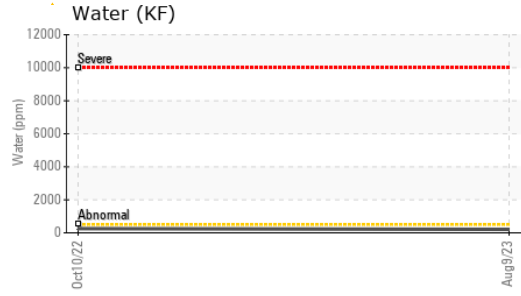 Water (KF)
12000
10000
8000
6000
4000
2000
0
Water (ppm)
Severe
Abnormal
Oct10/22
Aug9/23